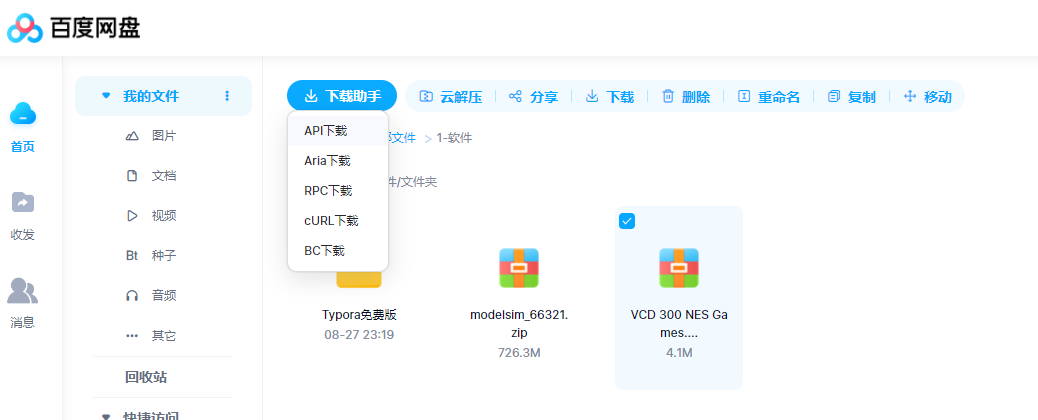 百度网盘
首页
收发
消息
我的文件
图片
文档
视频
Bt 种子
音频
其它
回收站
快捷访问
下载助手 云解压 分享 下载 删除 重命名 复制 移动
API下载
Aria下载
RPC下载
cURL下载
BC下载
文件 > 1-软件
件/文件夹
Typora免费版
08-27 23:19
modelsim_66321.
zip
726.3M
VCD 300 NES Ga
mes....
4.1M